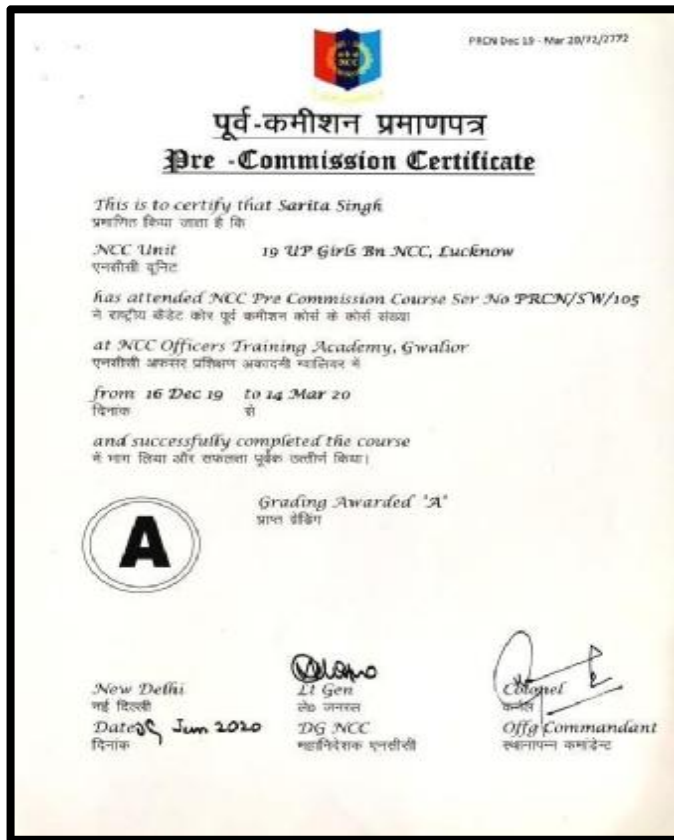 PRCN Dec 19 - Mar 20/72/2772
NCC
पूर्व-कमीशन प्रमाणपत्र
Pre -Commission Certificate
This is to certify that Sarita Singh
प्रमाणित किया जाता है कि
NCC Unit 19 UP Girls Bn NCC, Lucknow
एनसीसी यूनिट
has attended NCC Pre Commission Course Ser No PRCN/SW/105
ने राष्ट्रीय कैडेट कोर पूर्व कमीशन कोर्स के कोर्स संख्या
at NCC Officers Training Academy, Gwalior
एनसीसी अफसर प्रशिक्षण अकादमी ग्वालियर में
from 16 Dec 19 to 14 Mar 20
दिनांक से
and successfully completed the course
में भाग लिया और सफलता पूर्वक उत्तीर्ण किया।
Grading Awarded "A"
प्राप्त ग्रेडिंग
A
New Delhi Lt Gen Colonel
नई दिल्ली ले० जनरल कर्नल
Date Jun 2020 DG NCC Offg Commandant
दिनांक महानिदेशक एनसीसी स्थानापन्न कमांडेन्ट